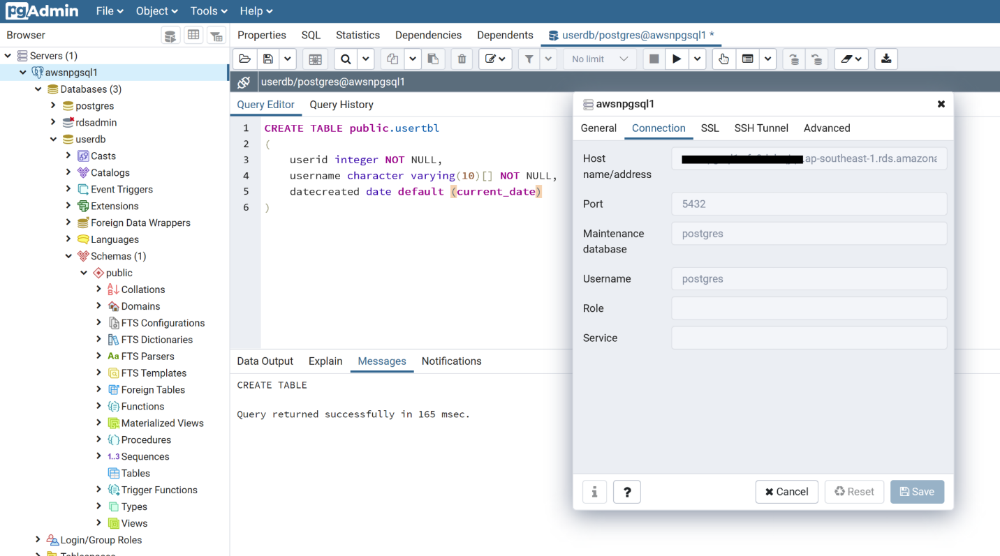 pgAdmin File Object Tools Help
Browser
Properties SQL Statistics Dependencies Dependents userdb/postgres@awsnpgsql1 *
Servers (1)
awsnpgsql1
Databases (3)
postgres
rdsadmin
userdb
Casts
Catalogs
Event Triggers
Extensions
Foreign Data Wrappers
Languages
Schemas (1)
public
Collations
Domains
FTS Configurations
FTS Dictionaries
Aa FTS Parsers
FTS Templates
Foreign Tables
Functions
Materialized Views
Procedures
1..3 Sequences
Tables
Trigger Functions
Types
Views
Login/Group Roles
Tablespaces
No limit
userdb/postgres@awsnpgsql1
Query Editor Query History
1 CREATE TABLE public.usertbl
2 (
3 userid integer NOT NULL,
4 username character varying(10)[] NOT NULL,
5 datecreated date default (current_date)
6 )
Data Output Explain Messages Notifications
CREATE TABLE
Query returned successfully in 165 msec.
awsnpgsql1
General Connection SSL SSH Tunnel Advanced
Host name/address
.ap-southeast-1.rds.amazona
Port 5432
Maintenance database postgres
Username postgres
Role
Service
i ? Cancel Reset Save